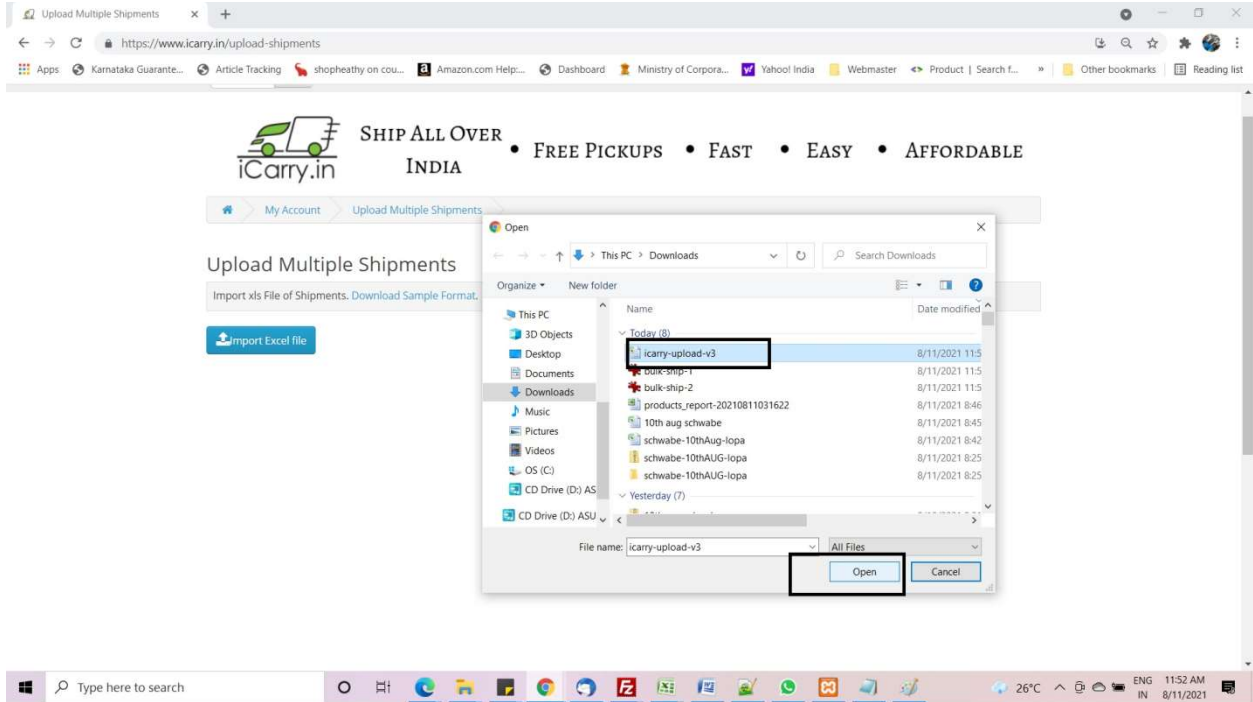 Upload Multiple Shipments
https://www.icarry.in/upload-shipments
Apps Karnataka Guarante... Article Tracking shopheathy on cou... Amazon.com Help:... Dashboard Ministry of Corpora... Yahoo! India Webmaster Product | Search f... » Other bookmarks Reading list
iCarry.in
SHIP ALL OVER
INDIA
• FREE PICKUPS • FAST • EASY • AFFORDABLE
My Account Upload Multiple Shipments
Upload Multiple Shipments
Import xls File of Shipments. Download Sample Format.
Import Excel file
Open
This PC > Downloads
Search Downloads
Organize New folder
This PC
3D Objects
Desktop
Documents
Downloads
Music
Pictures
Videos
OS (C:)
CD Drive (D:) AS
CD Drive (D:) ASU
Name Date modified
Today (8)
icarry-upload-v3 8/11/2021 11:5
bulk-ship-1 8/11/2021 11:5
bulk-ship-2 8/11/2021 11:5
products_report-20210811031622 8/11/2021 8:46
10th aug schwabe 8/11/2021 8:45
schwabe-10thAug-lopa 8/11/2021 8:42
schwabe-10thAUG-lopa 8/11/2021 8:25
schwabe-10thAUG-lopa 8/11/2021 8:25
Yesterday (7)
File name: icarry-upload-v3 All Files
Open Cancel
Type here to search
26°C ENG 11:52 AM
IN 8/11/2021